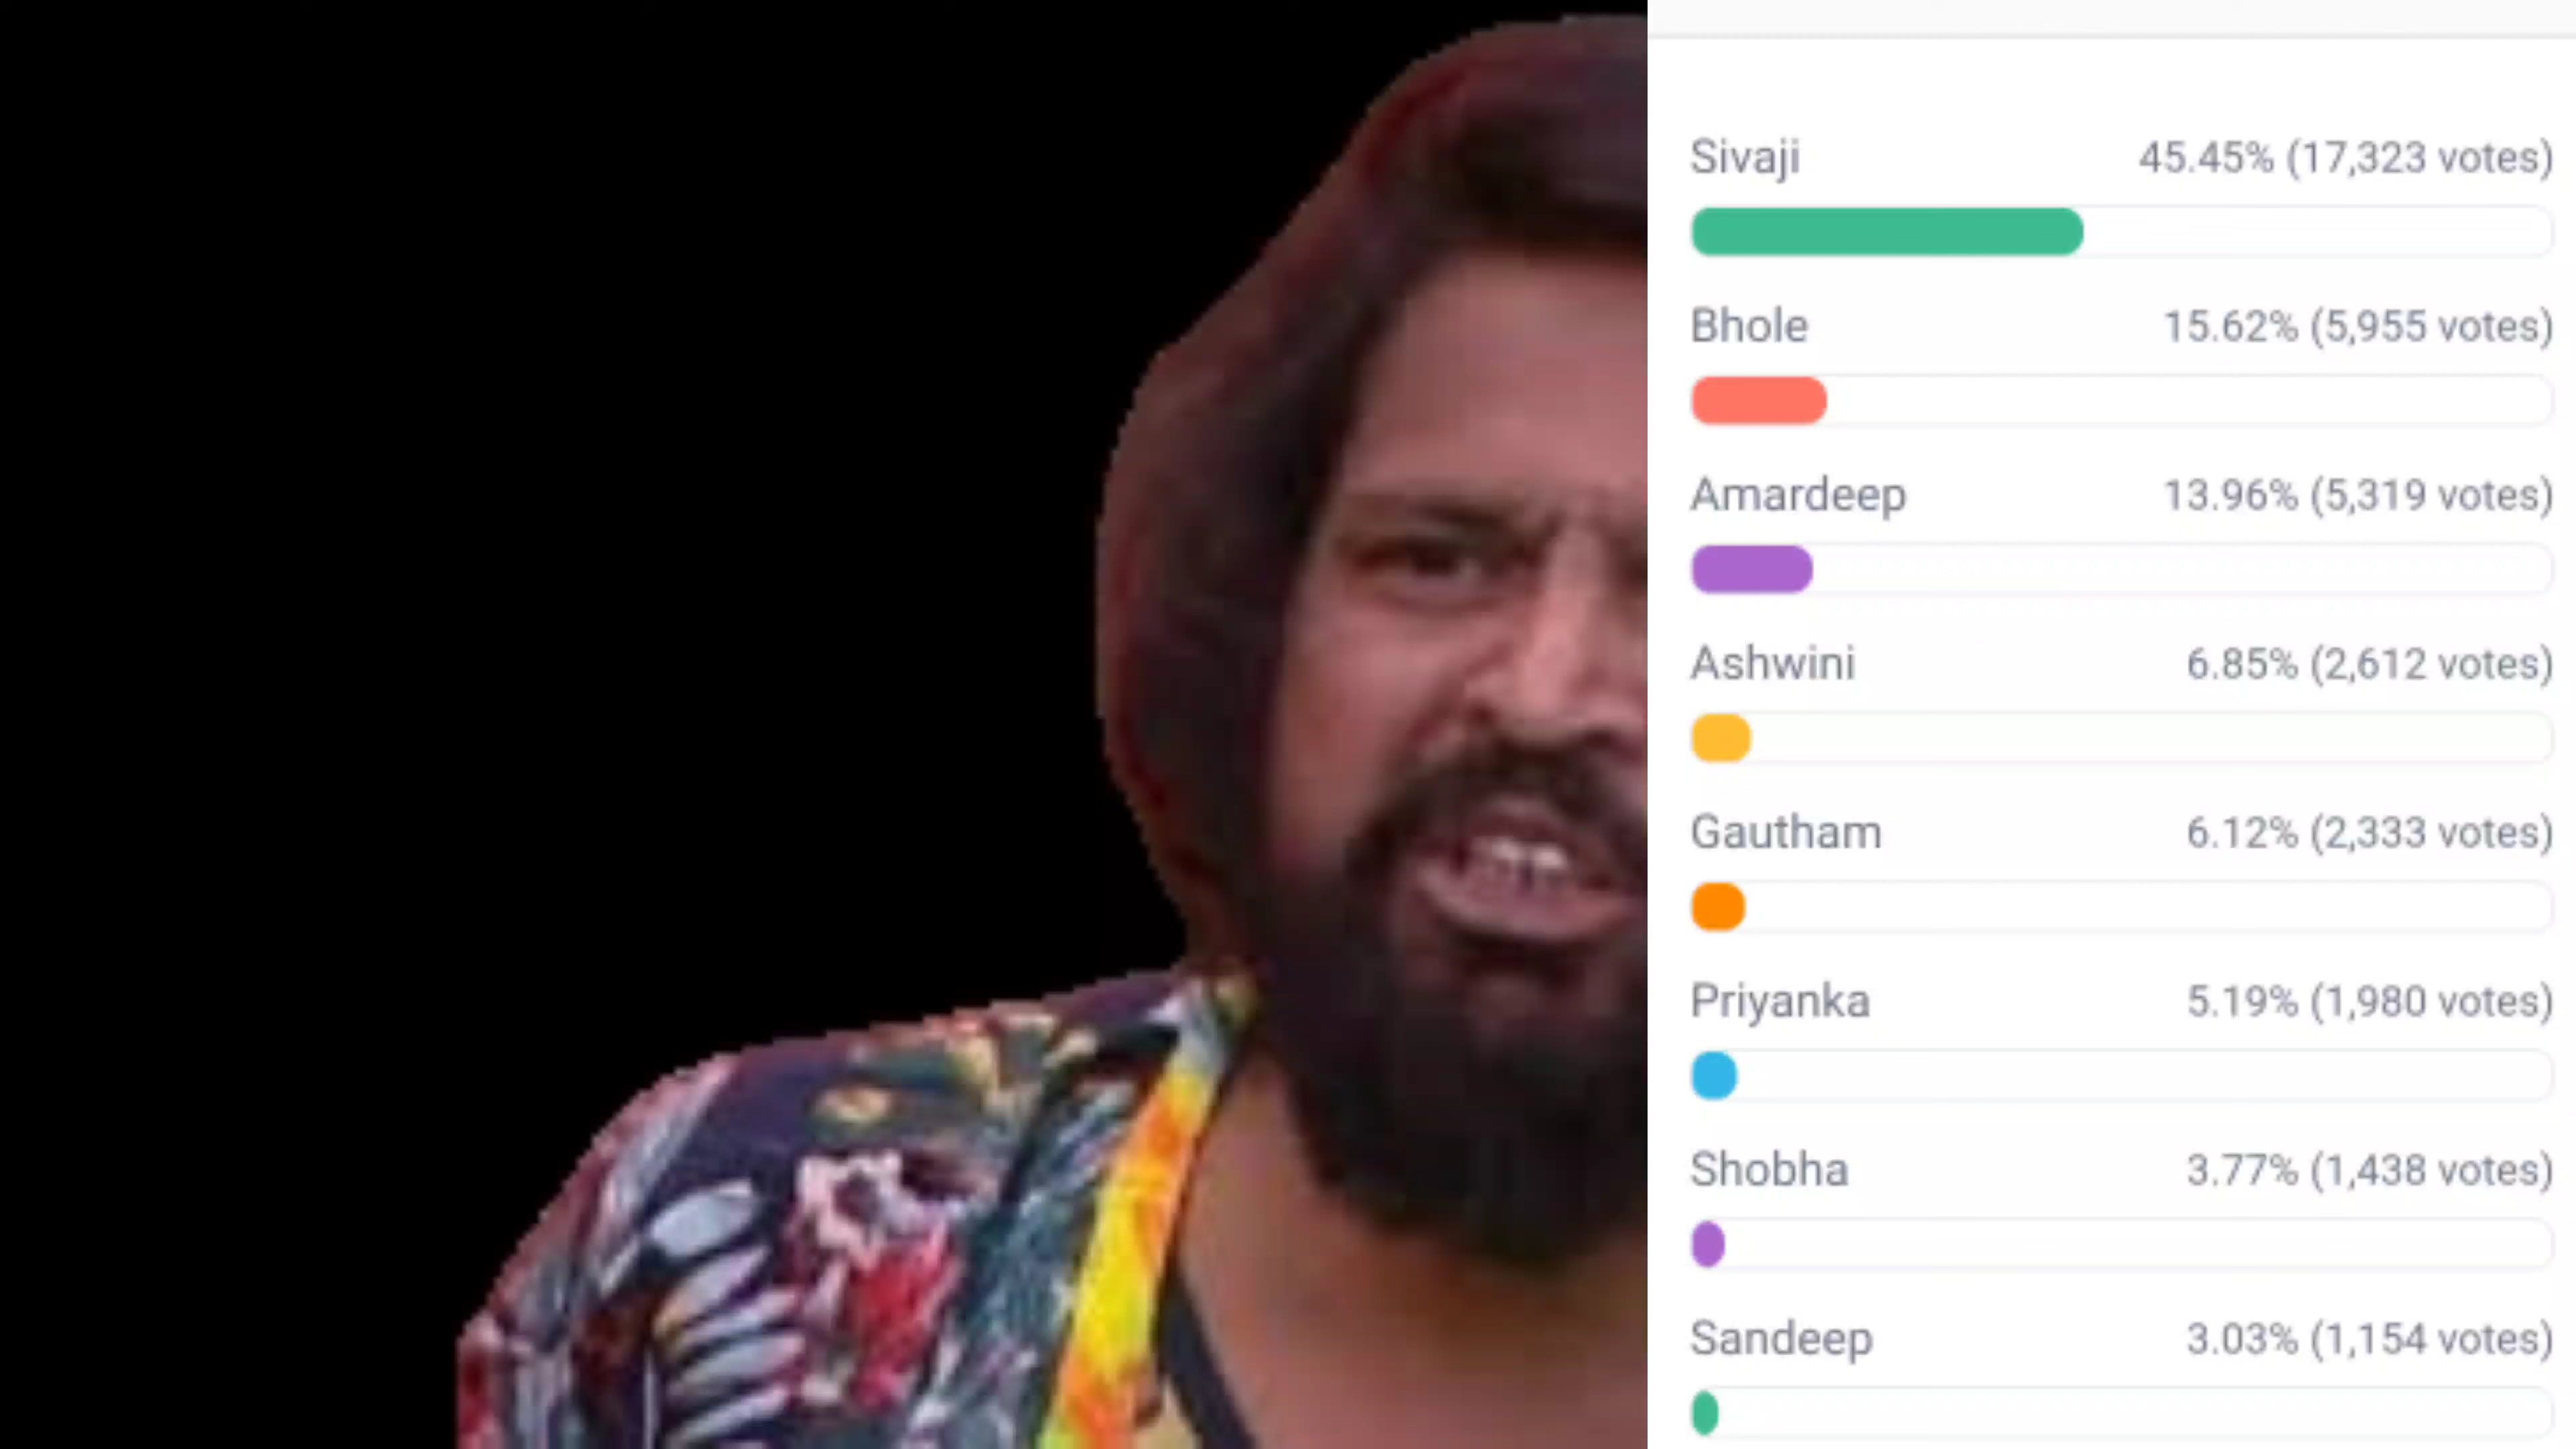 Sivaji 45.45% (17,323 votes)
Bhole 15.62% (5,955 votes)
Amardeep 13.96% (5,319 votes)
Ashwini 6.85% (2,612 votes)
Gautham 6.12% (2,333 votes)
Priyanka 5.19% (1,980 votes)
Shobha 3.77% (1,438 votes)
Sandeep 3.03% (1,154 votes)